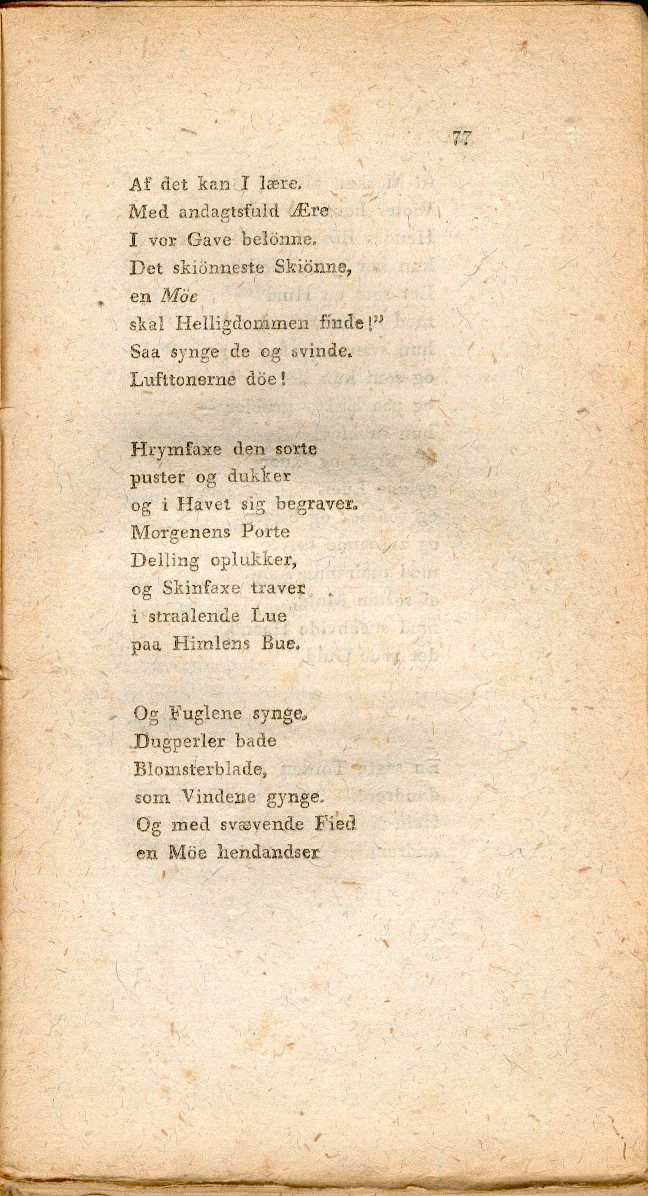 77
Af det kan I lære.
Med andagtsfuld Ære
I vor Gave belönne.
Det skiönneste Skiönne,
en Möe
skal Helligdommen finde!”
Saa synge de og svinde.
Lufttonerne döe!
Hrymfaxe den sorte
puster og dukker
og i Havet sig begraver.
Morgenens Porte
Delling oplukker,
og Skinfaxe traver
i straalende Lue
paa Himlens Bue.
Og Fuglene synge.
Dugperler bade
Blomsterblade,
som Vindene gynge.
Og med svævende Fied
en Möe hendandser